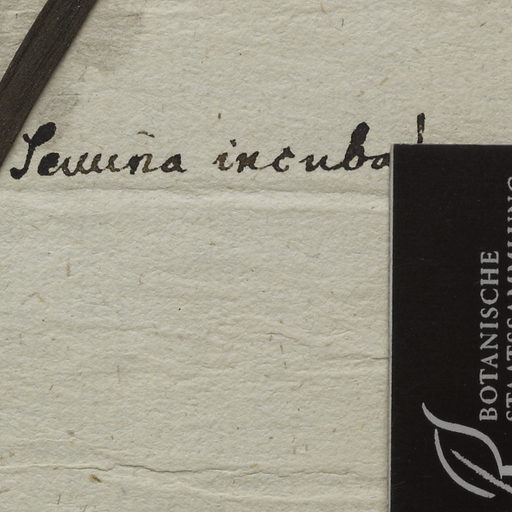 Semina incuba
BOTANISCHE
STAATSSAMMLUNG